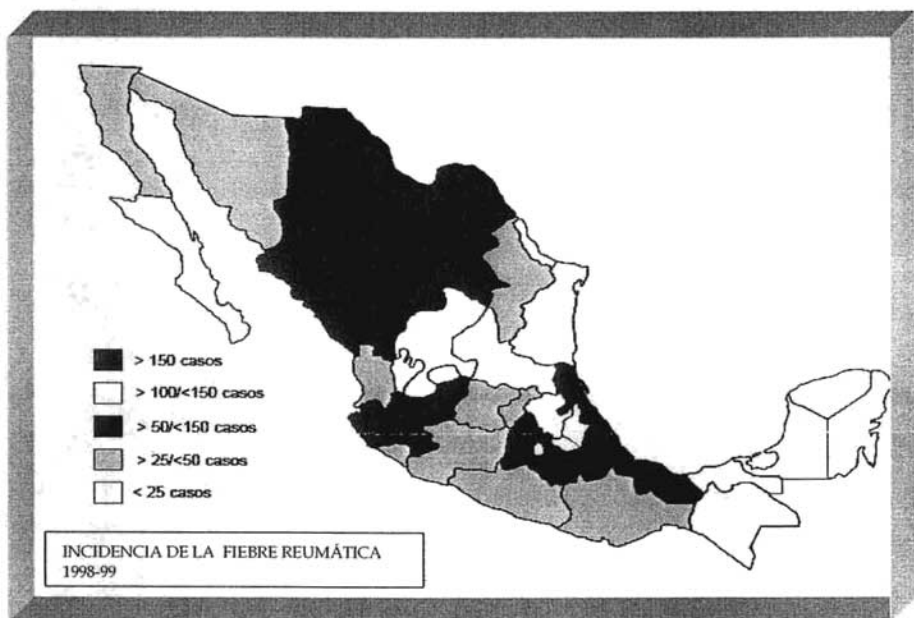 > 150 casos
> 100/<150 casos
> 50/<150 casos
> 25/<50 casos
< 25 casos
INCIDENCIA DE LA FIEBRE REUMÁTICA
1998-99